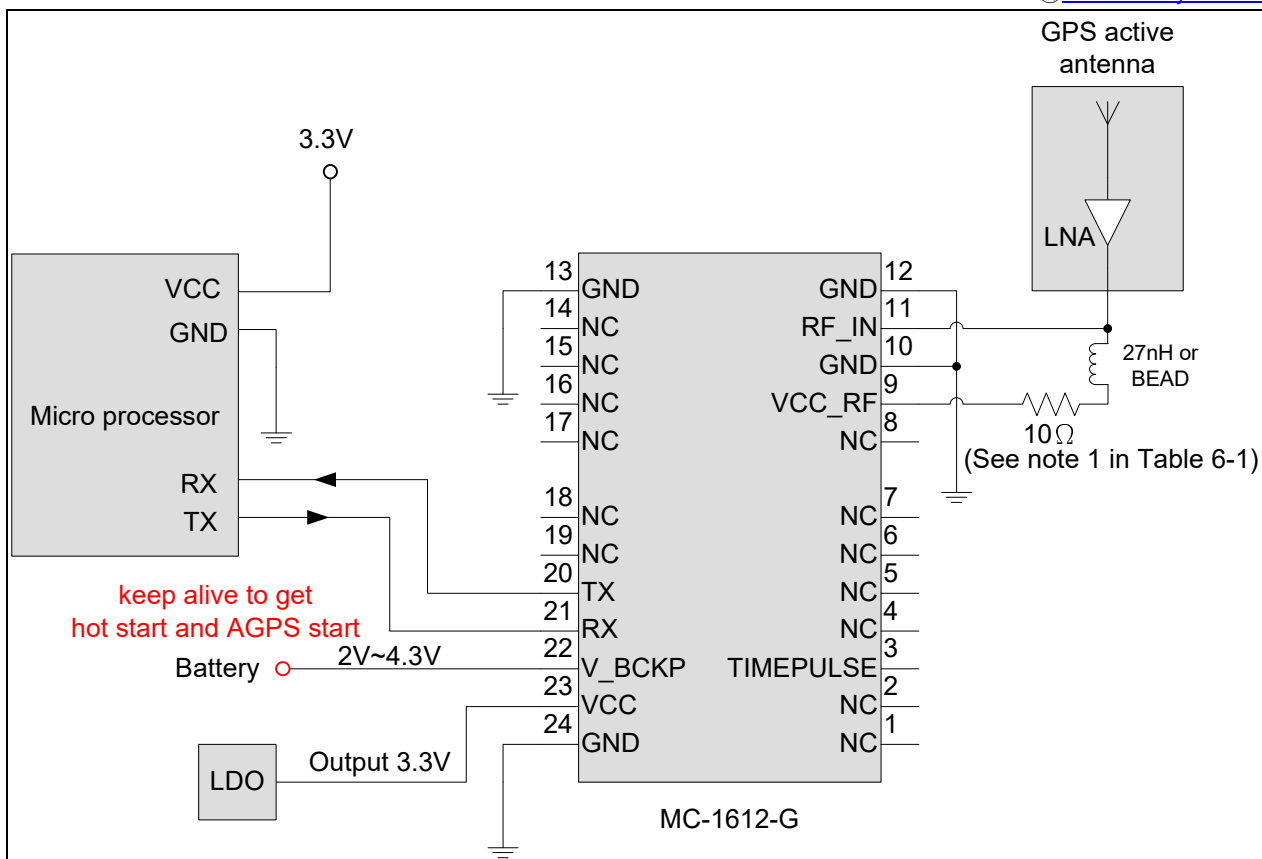 GPS active
antenna
LNA
3.3V
VCC
GND
Micro processor
RX
TX
13 GND
14 NC
15 NC
16 NC
17 NC
18 NC
19 NC
20 TX
21 RX
22 V_BCKP
23 VCC
24 GND
GND 12
RF_IN 11
GND 10
VCC_RF 9
NC 8
NC 7
NC 6
NC 5
NC 4
TIMEPULSE 3
NC 2
NC 1
27nH or
BEAD
10Ω
(See note 1 in Table 6-1)
keep alive to get
hot start and AGPS start
Battery
2V~4.3V
LDO
Output 3.3V
MC-1612-G